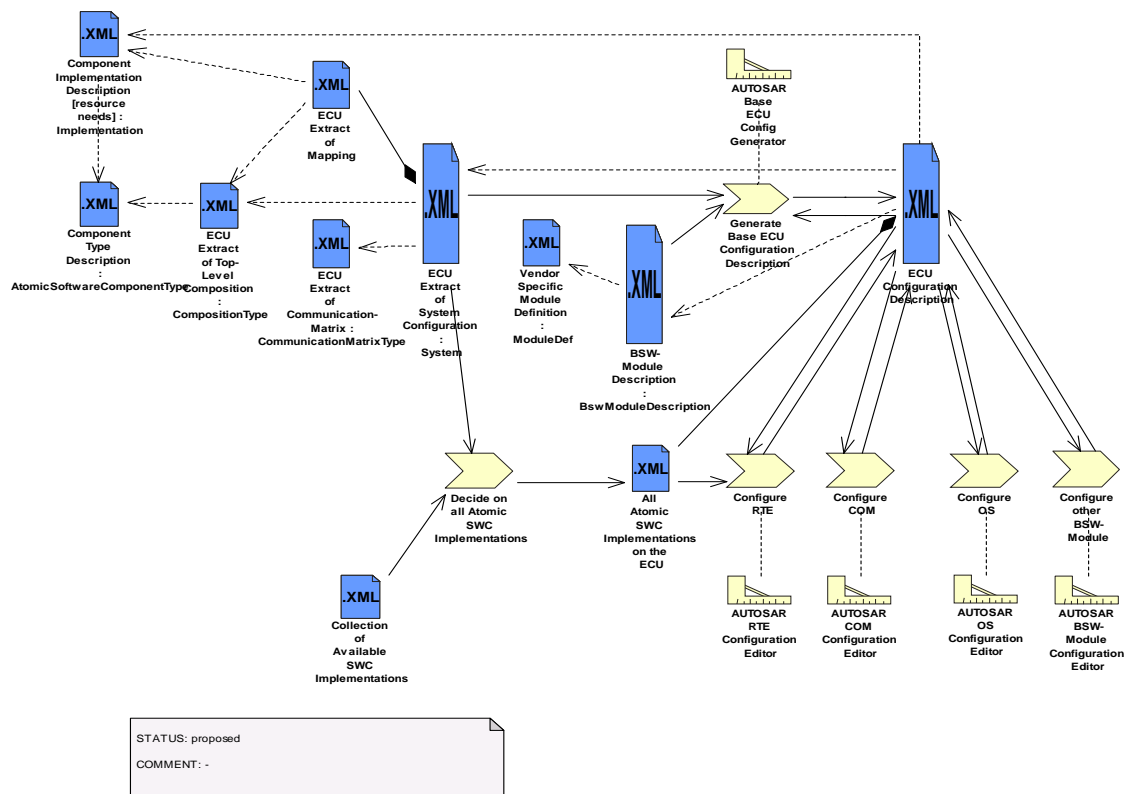 .XML
Component
Implementation
Description
[resource
needs] :
Implementation
.XML
ECU
Extract
of
Mapping
AUTOSAR
Base
ECU
Config
Generator
.XML
Component
Type
Description
:
AtomicSoftwareComponentType
.XML
ECU
Extract
of Top-
Level
Composition :
CompositionType
.XML
ECU
Extract
of
Communication-
Matrix :
CommunicationMatrixType
.XML
ECU
Extract
of
System
Configuration
:
System
.XML
Vendor
Specific
Module
Definition :
ModuleDef
.XML
BSW-
Module
Description
:
BswModuleDescription
Generate
Base ECU
Configuration
Description
.XML
ECU
Configuration
Description
Decide on
all Atomic
SWC
Implementations
.XML
All
Atomic
SWC
Implementations
on the
ECU
Configure
RTE
Configure
COM
Configure
OS
Configure
other
BSW-
Module
.XML
Collection
of
Available
SWC
Implementations
AUTOSAR
RTE
Configuration
Editor
AUTOSAR
COM
Configuration
Editor
AUTOSAR
OS
Configuration
Editor
AUTOSAR
BSW-
Module
Configuration
Editor
STATUS: proposed
COMMENT: -